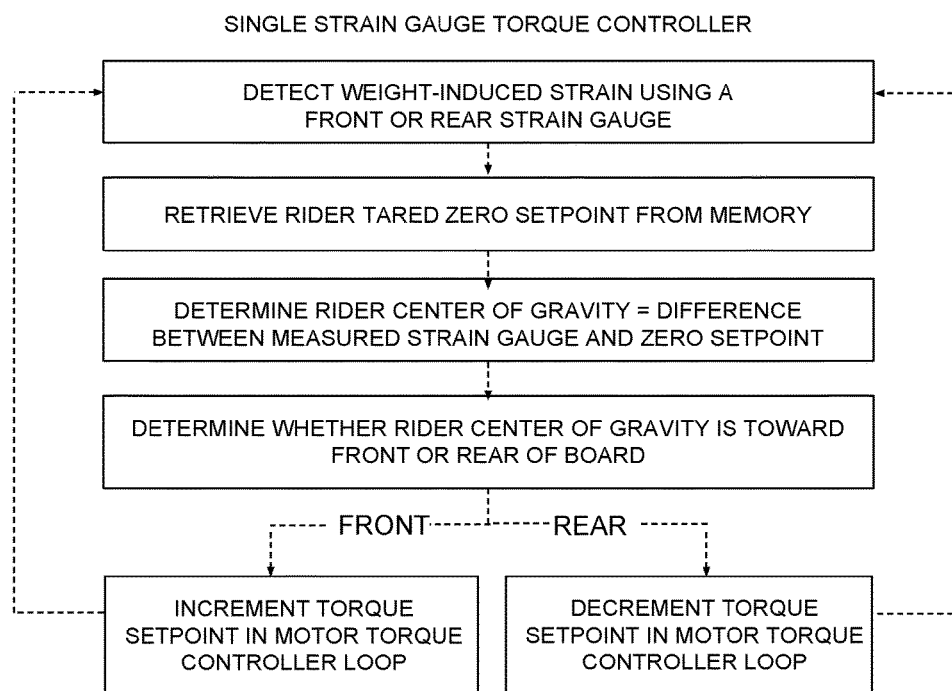 SINGLE STRAIN GAUGE TORQUE CONTROLLER
DETECT WEIGHT-INDUCED STRAIN USING A
FRONT OR REAR STRAIN GAUGE
RETRIEVE RIDER TARED ZERO SETPOINT FROM MEMORY
DETERMINE RIDER CENTER OF GRAVITY = DIFFERENCE
BETWEEN MEASURED STRAIN GAUGE AND ZERO SETPOINT
DETERMINE WHETHER RIDER CENTER OF GRAVITY IS TOWARD
FRONT OR REAR OF BOARD
FRONT
REAR
INCREMENT TORQUE
SETPOINT IN MOTOR TORQUE
CONTROLLER LOOP
DECREMENT TORQUE
SETPOINT IN MOTOR TORQUE
CONTROLLER LOOP